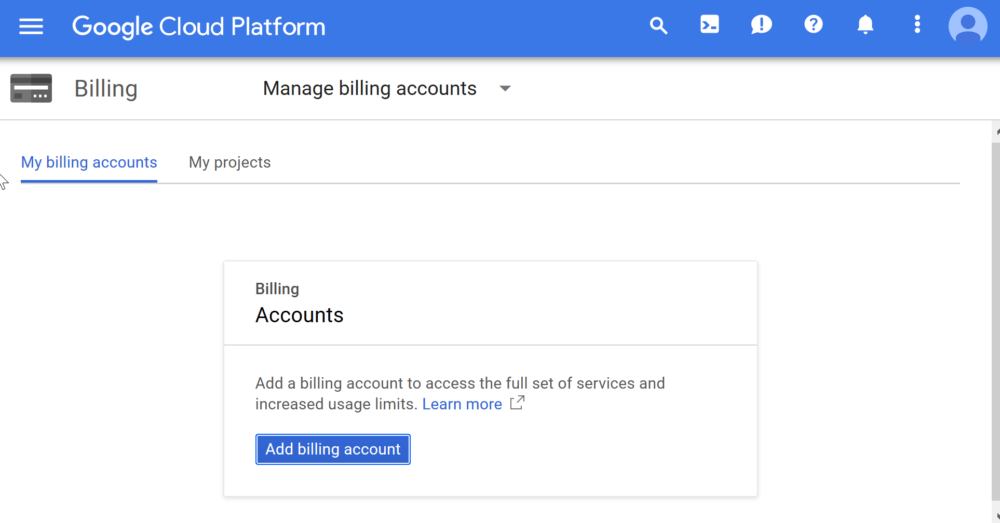 Google Cloud Platform
Billing
Manage billing accounts
My billing accounts
My projects
Billing
Accounts
Add a billing account to access the full set of services and
increased usage limits. Learn more
Add billing account